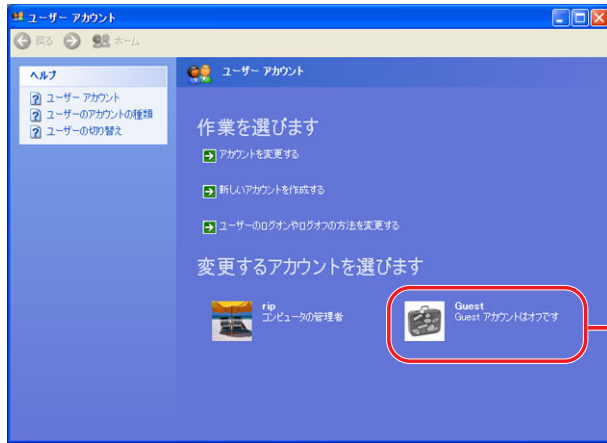 ユーザー アカウント
戻る
ホーム
ヘルプ
ユーザー アカウント
ユーザーのアカウントの種類
ユーザーの切り替え
ユーザー アカウント
作業を選びます
アカウントを変更する
新しいアカウントを作成する
ユーザーのログオンやログオフの方法を変更する
変更するアカウントを選びます
rip
コンピュータの管理者
Guest
Guest アカウントはオフです